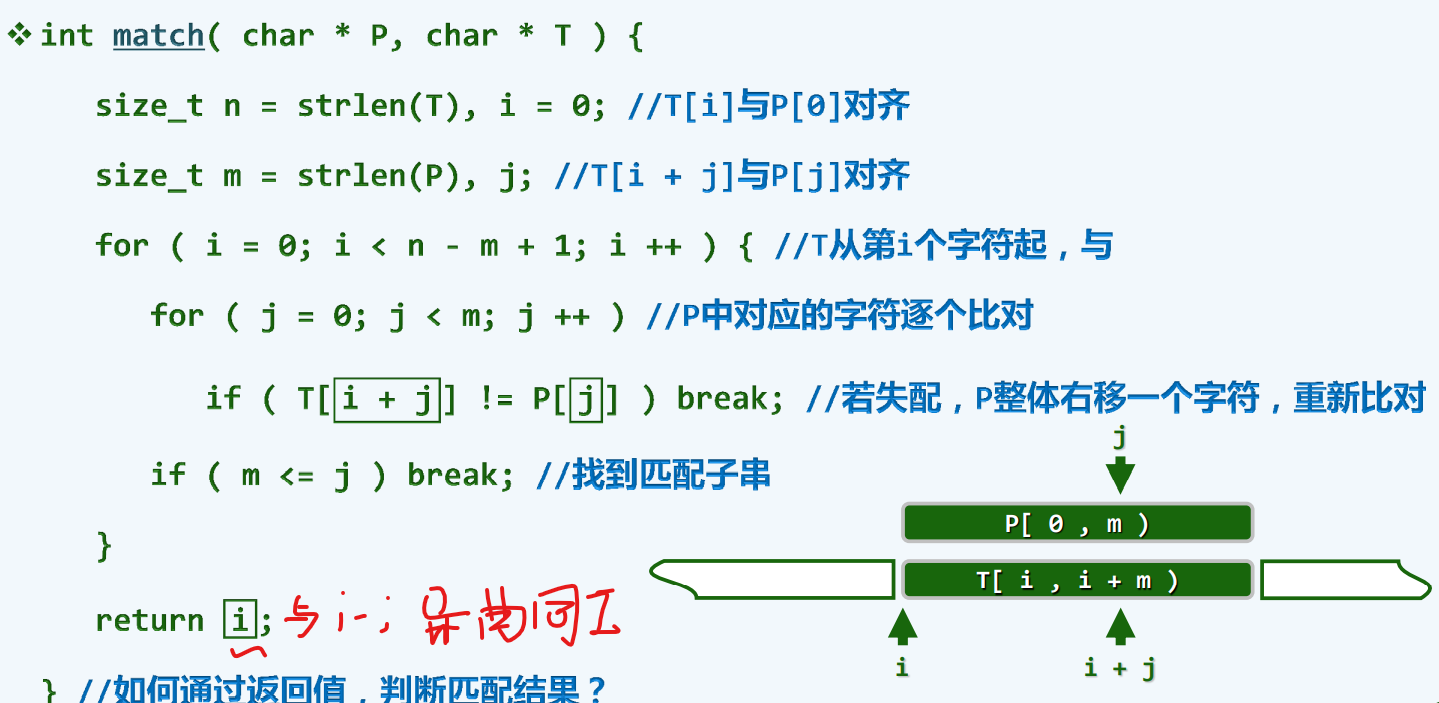 ❖ int match( char * P, char * T ) {
size_t n = strlen(T), i = 0; //T[i]与P[0]对齐
size_t m = strlen(P), j; //T[i + j]与P[j]对齐
for ( i = 0; i < n - m + 1; i ++ ) { //T从第i个字符起，与
for ( j = 0; j < m; j ++ ) //P中对应的字符逐个比对
if ( T[i + j] != P[j] ) break; //若失配，P整体右移一个字符，重新比对
if ( m <= j ) break; //找到匹配子串
}
return i; 与i-j 异曲同工
} //如何通过返回值，判断匹配结果？
j
P[ 0 , m )
T[ i , i + m )
i
i + j